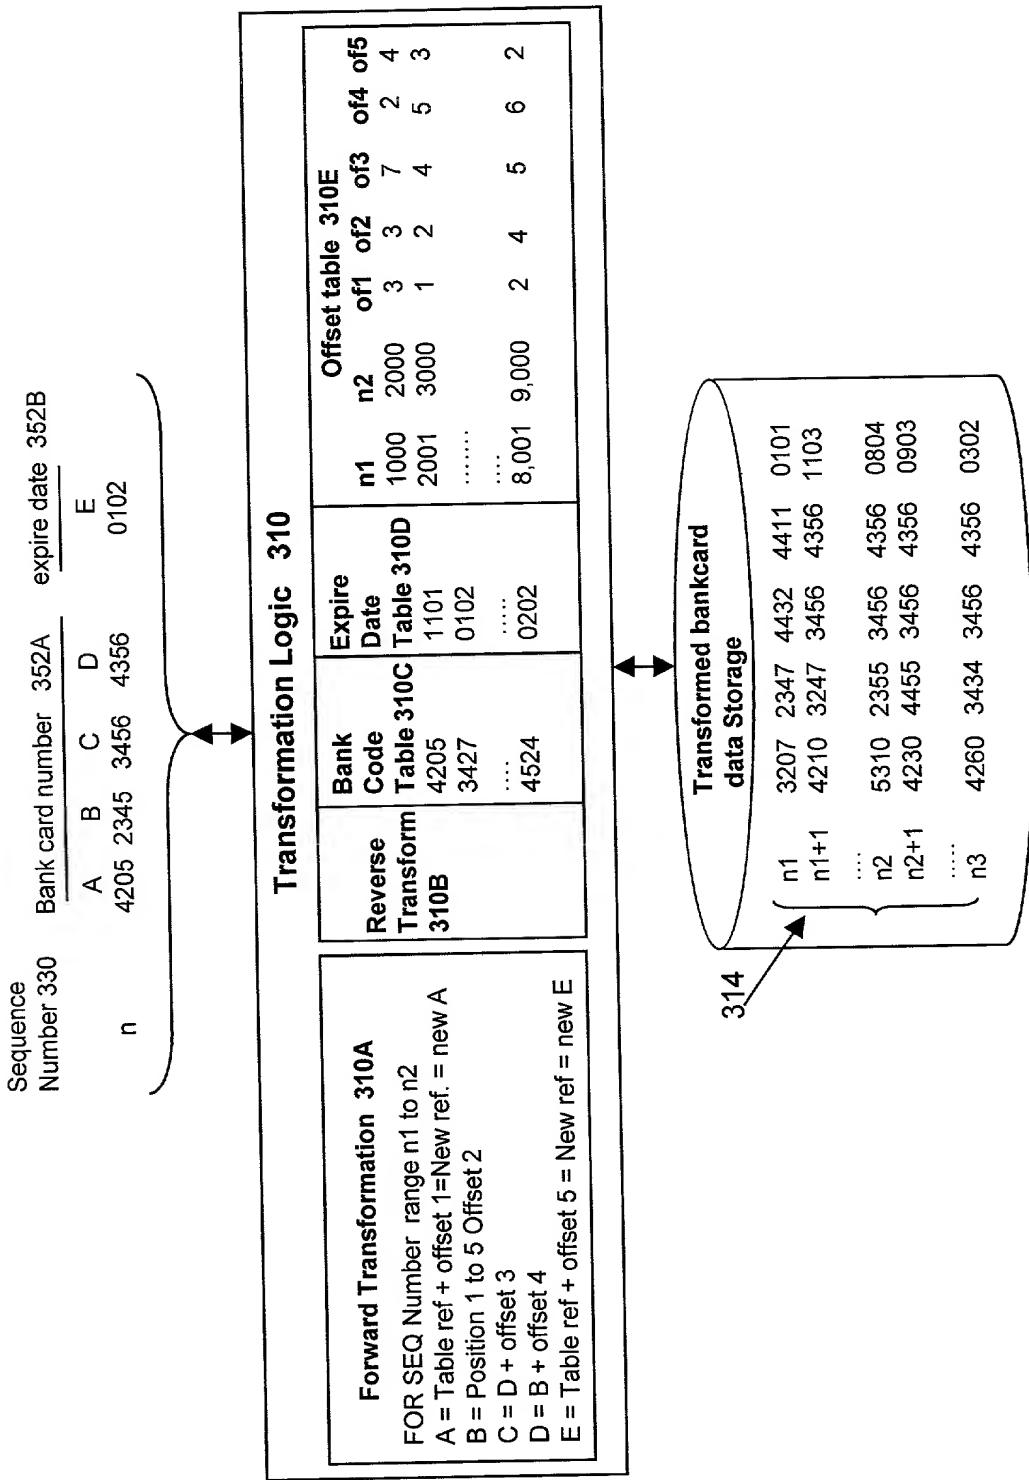 Sequence
Number 330
Bank card number 352A
expire date 352B
A B C D E
n 4205 2345 3456 4356 0102
Transformation Logic 310
Forward Transformation 310A
FOR SEQ Number range n1 to n2
A = Table ref + offset 1=New ref. = new A
B = Position 1 to 5 Offset 2
C = D + offset 3
D = B + offset 4
E = Table ref + offset 5 = New ref = new E
Reverse
Transform
310B
Bank
Code
Table 310C
4205
3427
....
4524
Expire
Date
Table 310D
1101
0102
.....
0202
Offset table 310E
n1 n2 of1 of2 of3 of4 of5
1000 2000 3 3 7 2 4
2001 3000 1 2 4 5 3
.......
....
8,001 9,000 2 4 5 6 2
Transformed bankcard
data Storage
314
n1 3207 2347 4432 4411 0101
n1+1 4210 3247 3456 4356 1103
....
n2 5310 2355 3456 4356 0804
n2+1 4230 4455 3456 4356 0903
.....
n3 4260 3434 3456 4356 0302